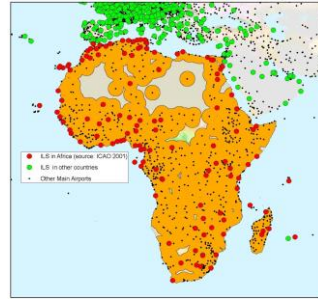 ILS in Africa (source: ICAO 2001)
ILS in other countries
Other Main Airports